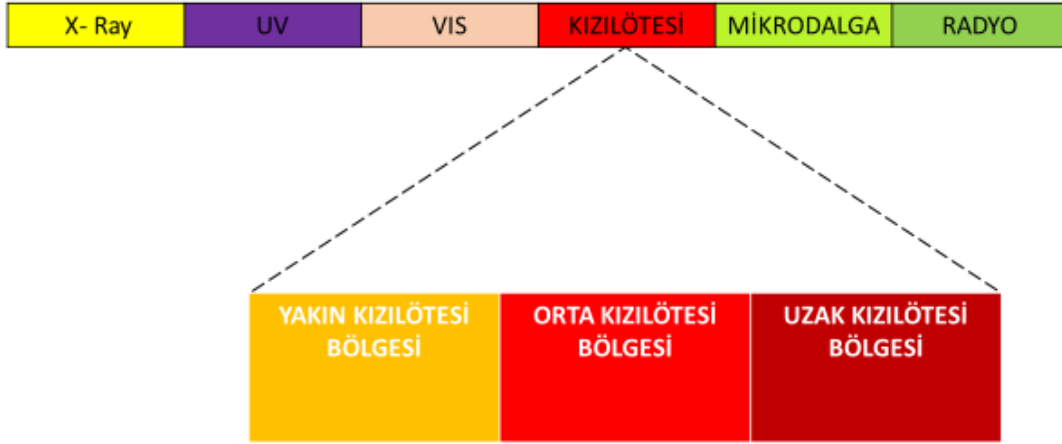 X- Ray UV VIS KIZILÖTESİ MİKRODALGA RADYO
YAKIN KIZILÖTESİ
BÖLGESİ
ORTA KIZILÖTESİ
BÖLGESİ
UZAK KIZILÖTESİ
BÖLGESİ